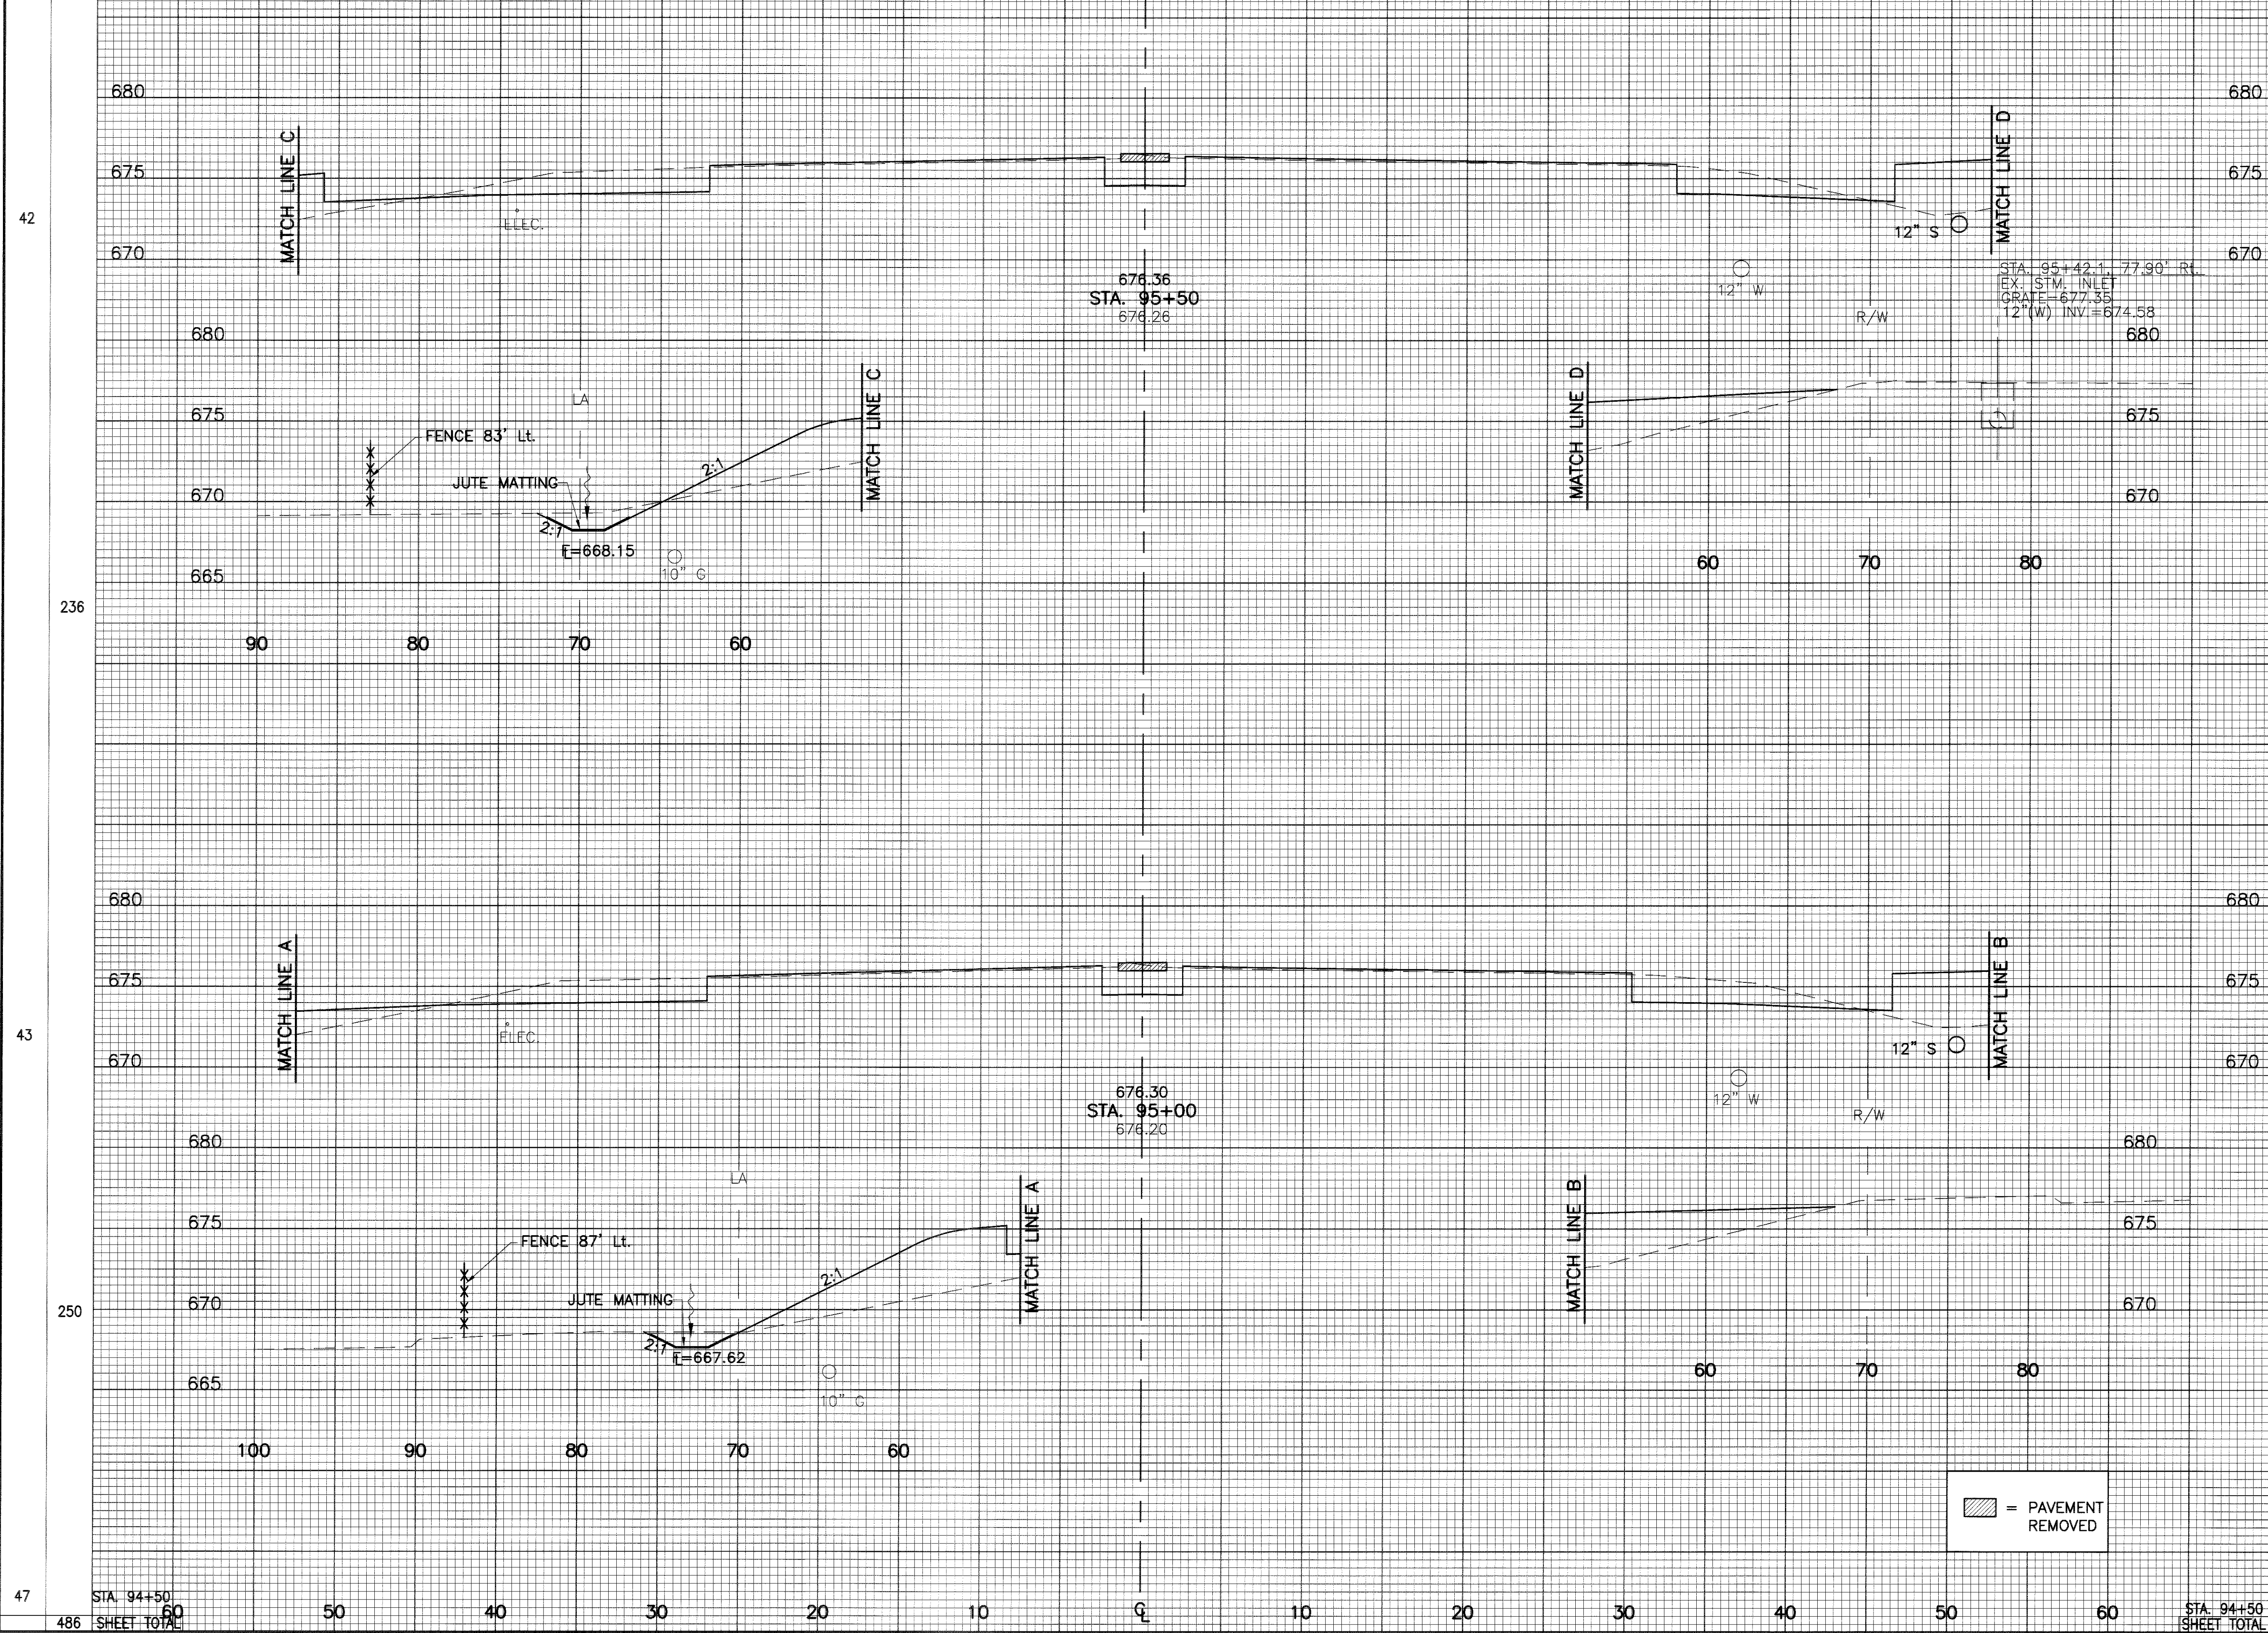 680
680
MATCH LINE C
MATCH LINE D
675
675
42
ELEC.
12" S
670
670
676.36
STA. 95+50
676.26
12" W
R/W
STA. 95+42.1, 77.90' Rt.
EX. STM. INLET
GRATE=677.35
12"(W) INV.=674.58
680
680
LA
MATCH LINE C
MATCH LINE D
675
675
FENCE 83' Lt.
2:1
JUTE MATTING
670
670
2:1
FL=668.15
10" G
665
60
70
80
236
90
80
70
60
680
680
MATCH LINE A
MATCH LINE B
675
675
43
ELEC.
12" S
670
670
676.30
STA. 95+00
676.20
12" W
R/W
680
680
LA
MATCH LINE A
MATCH LINE B
675
675
FENCE 87' Lt.
2:1
JUTE MATTING
250
670
670
2:1
FL=667.62
10" G
665
60
70
80
100
90
80
70
60
= PAVEMENT
REMOVED
47
STA. 94+50
60
50
40
30
20
10
CL
10
20
30
40
50
60
STA. 94+50
486
SHEET TOTAL
SHEET TOTAL